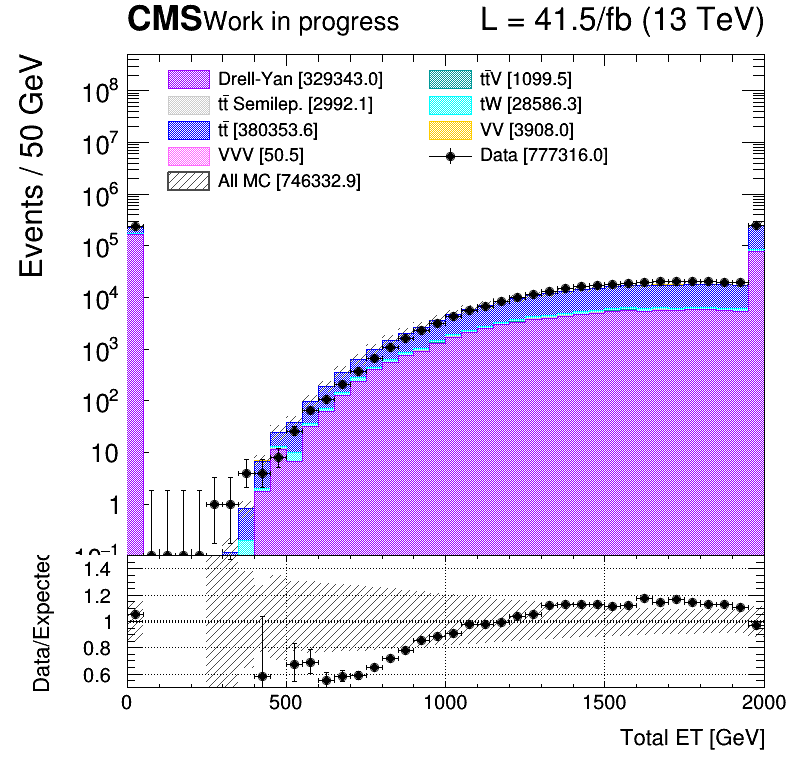 CMS Work in progress L = 41.5/fb (13 TeV)
Events / 50 GeV
Drell-Yan [329343.0]
tt̄ Semilep. [2992.1]
tt̄ [380353.6]
VVV [50.5]
All MC [746332.9]
tt̄V [1099.5]
tW [28586.3]
VV [3908.0]
Data [777316.0]
10⁸
10⁷
10⁶
10⁵
10⁴
10³
10²
10
1
10⁻¹
Data/Expected
1.4
1.2
1
0.8
0.6
0 500 1000 1500 2000
Total ET [GeV]